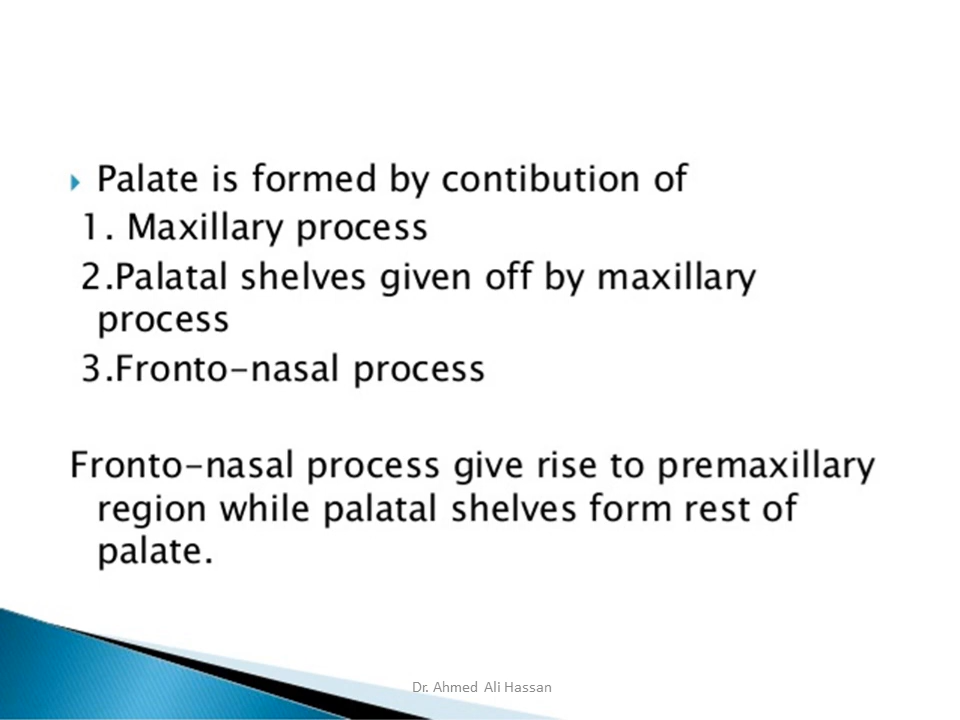 Palate is formed by contibution of
1. Maxillary process
2.Palatal shelves given off by maxillary
process
3.Fronto-nasal process
Fronto-nasal process give rise to premaxillary
region while palatal shelves form rest of
palate.
Dr. Ahmed Ali Hassan